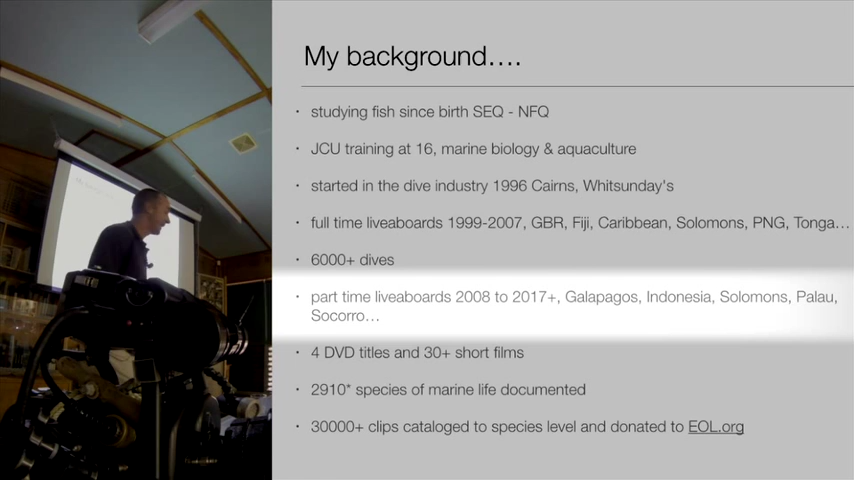 My background….
· studying fish since birth SEQ - NFQ
· JCU training at 16, marine biology & aquaculture
· started in the dive industry 1996 Cairns, Whitsunday's
· full time liveaboards 1999-2007, GBR, Fiji, Caribbean, Solomons, PNG, Tonga…
· 6000+ dives
· part time liveaboards 2008 to 2017+, Galapagos, Indonesia, Solomons, Palau,
Socorro…
· 4 DVD titles and 30+ short films
· 2910* species of marine life documented
· 30000+ clips cataloged to species level and donated to EOL.org